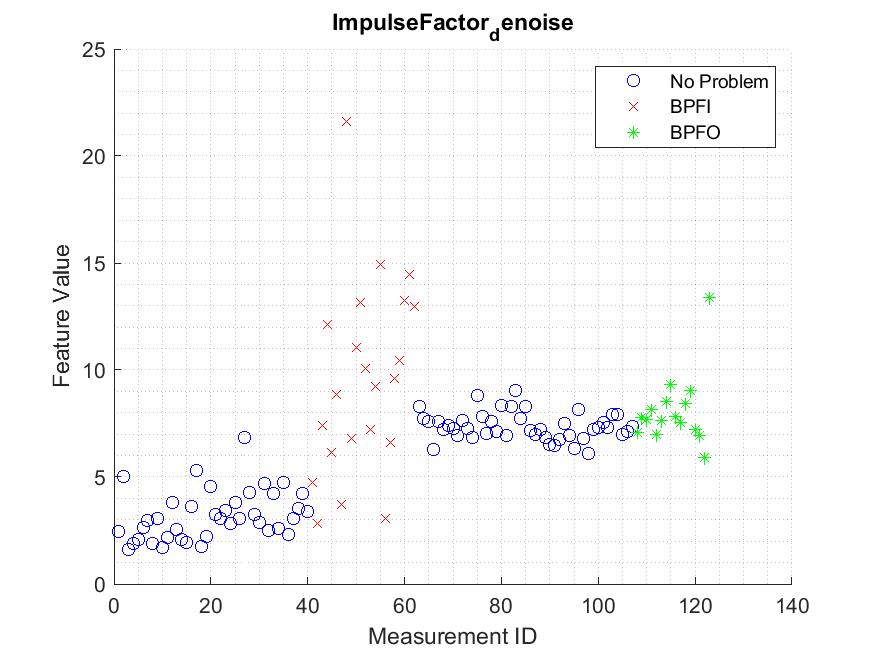 ImpulseFactor_denoise
25
20
15
10
5
0
Feature Value
No Problem
BPFI
BPFO
0 20 40 60 80 100 120 140
Measurement ID